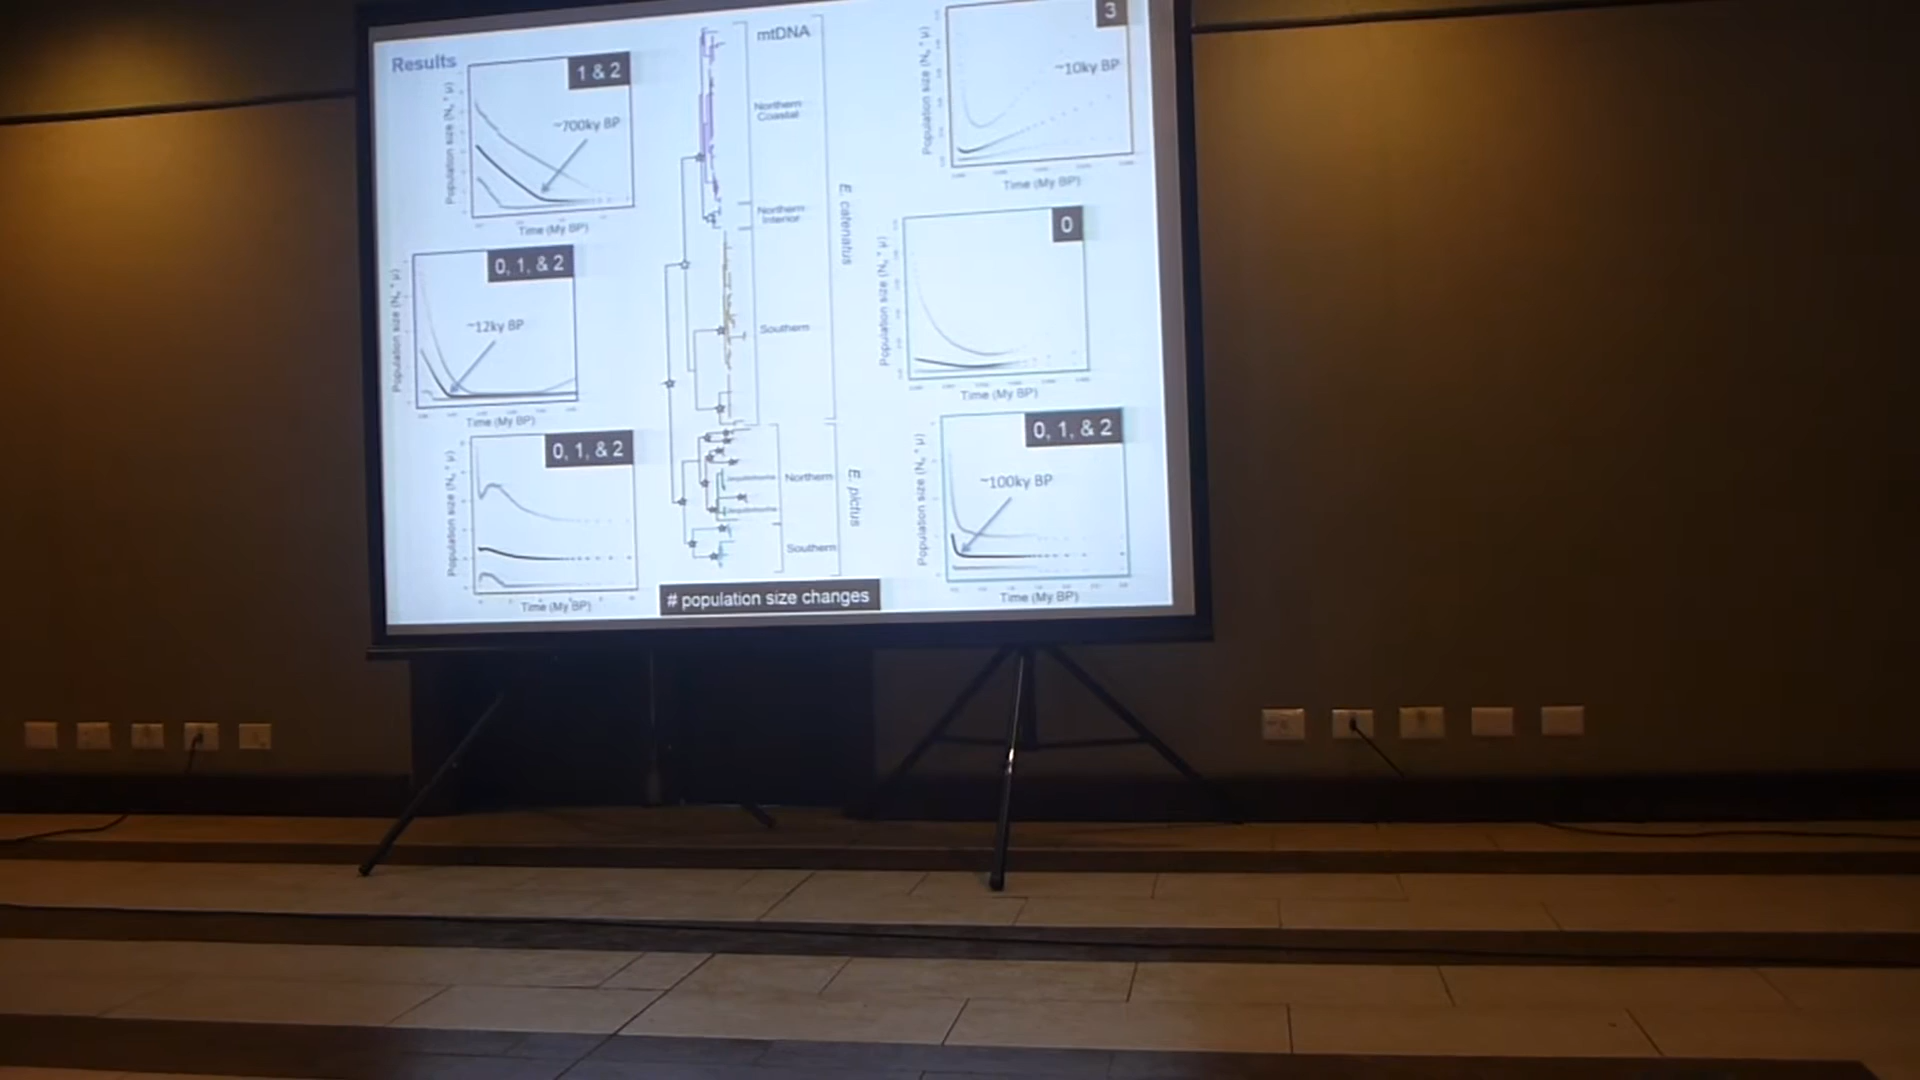 Results
1 & 2
~700ky BP
Population size (Nₑ * μ)
Time (My BP)
0, 1, & 2
~12ky BP
Population size (Nₑ * μ)
Time (My BP)
0, 1, & 2
Population size (Nₑ * μ)
Time (My BP)
mtDNA
Northern
Coastal
Northern
Interior
Southern
E. catenatus
Northern
Southern
E. pictus
# population size changes
3
~10ky BP
Population size (Nₑ * μ)
Time (My BP)
0
Population size (Nₑ * μ)
Time (My BP)
0, 1, & 2
~100ky BP
Population size (Nₑ * μ)
Time (My BP)